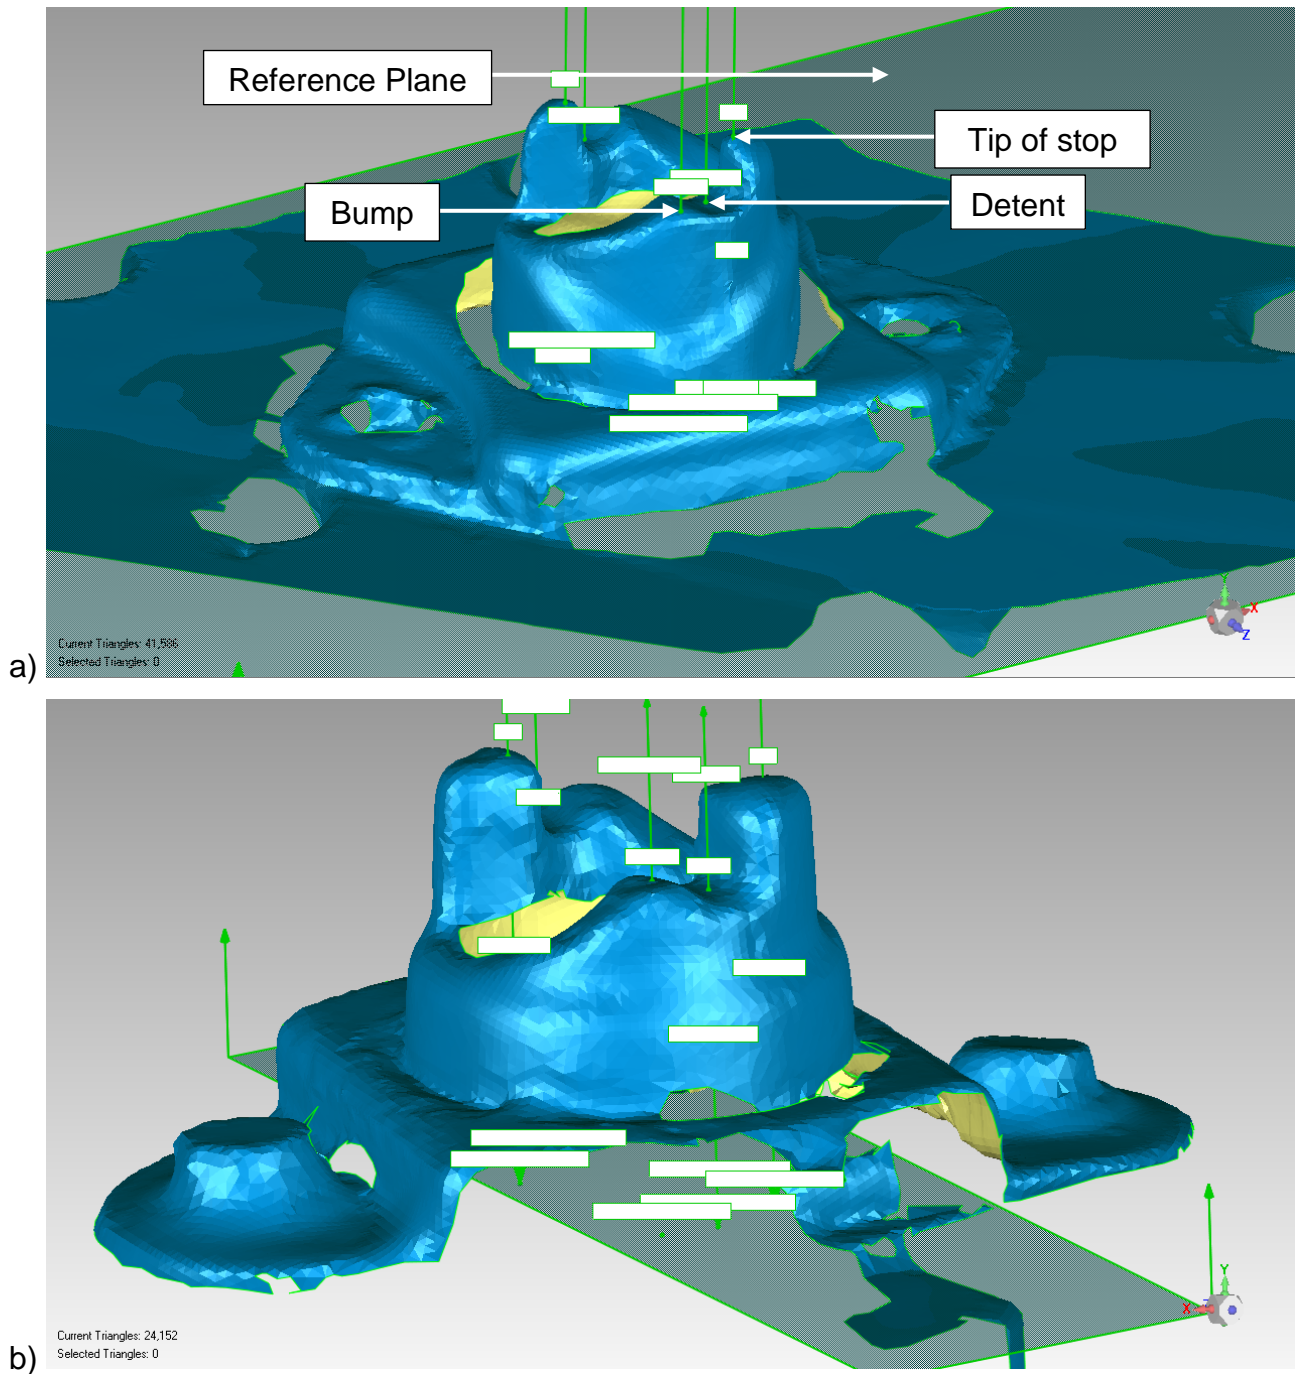 Reference Plane
Tip of stop
Bump
Detent
X
Z
Current Triangles: 41,586
Selected Triangles: 0
a)
Y
X
Current Triangles: 24,152
Selected Triangles: 0
b)